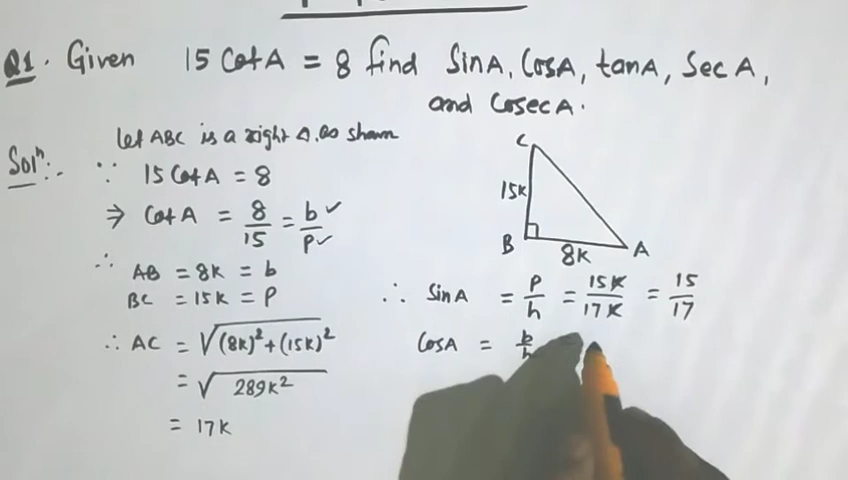 Q1. Given 15 Cot A = 8 find Sin A, Cos A, tan A, Sec A,
and Cosec A.
Solⁿ:-
let ABC is a right Δ. as shown
∵ 15 Cot A = 8
⇒ Cot A = 8/15 = b/p
∴ AB = 8K = b
BC = 15K = P
∴ AC = √(8K)²+(15K)²
= √289K²
= 17K
C
15K
B
8K
A
∴ Sin A = P/h = 15K/17K = 15/17
Cos A = b/h